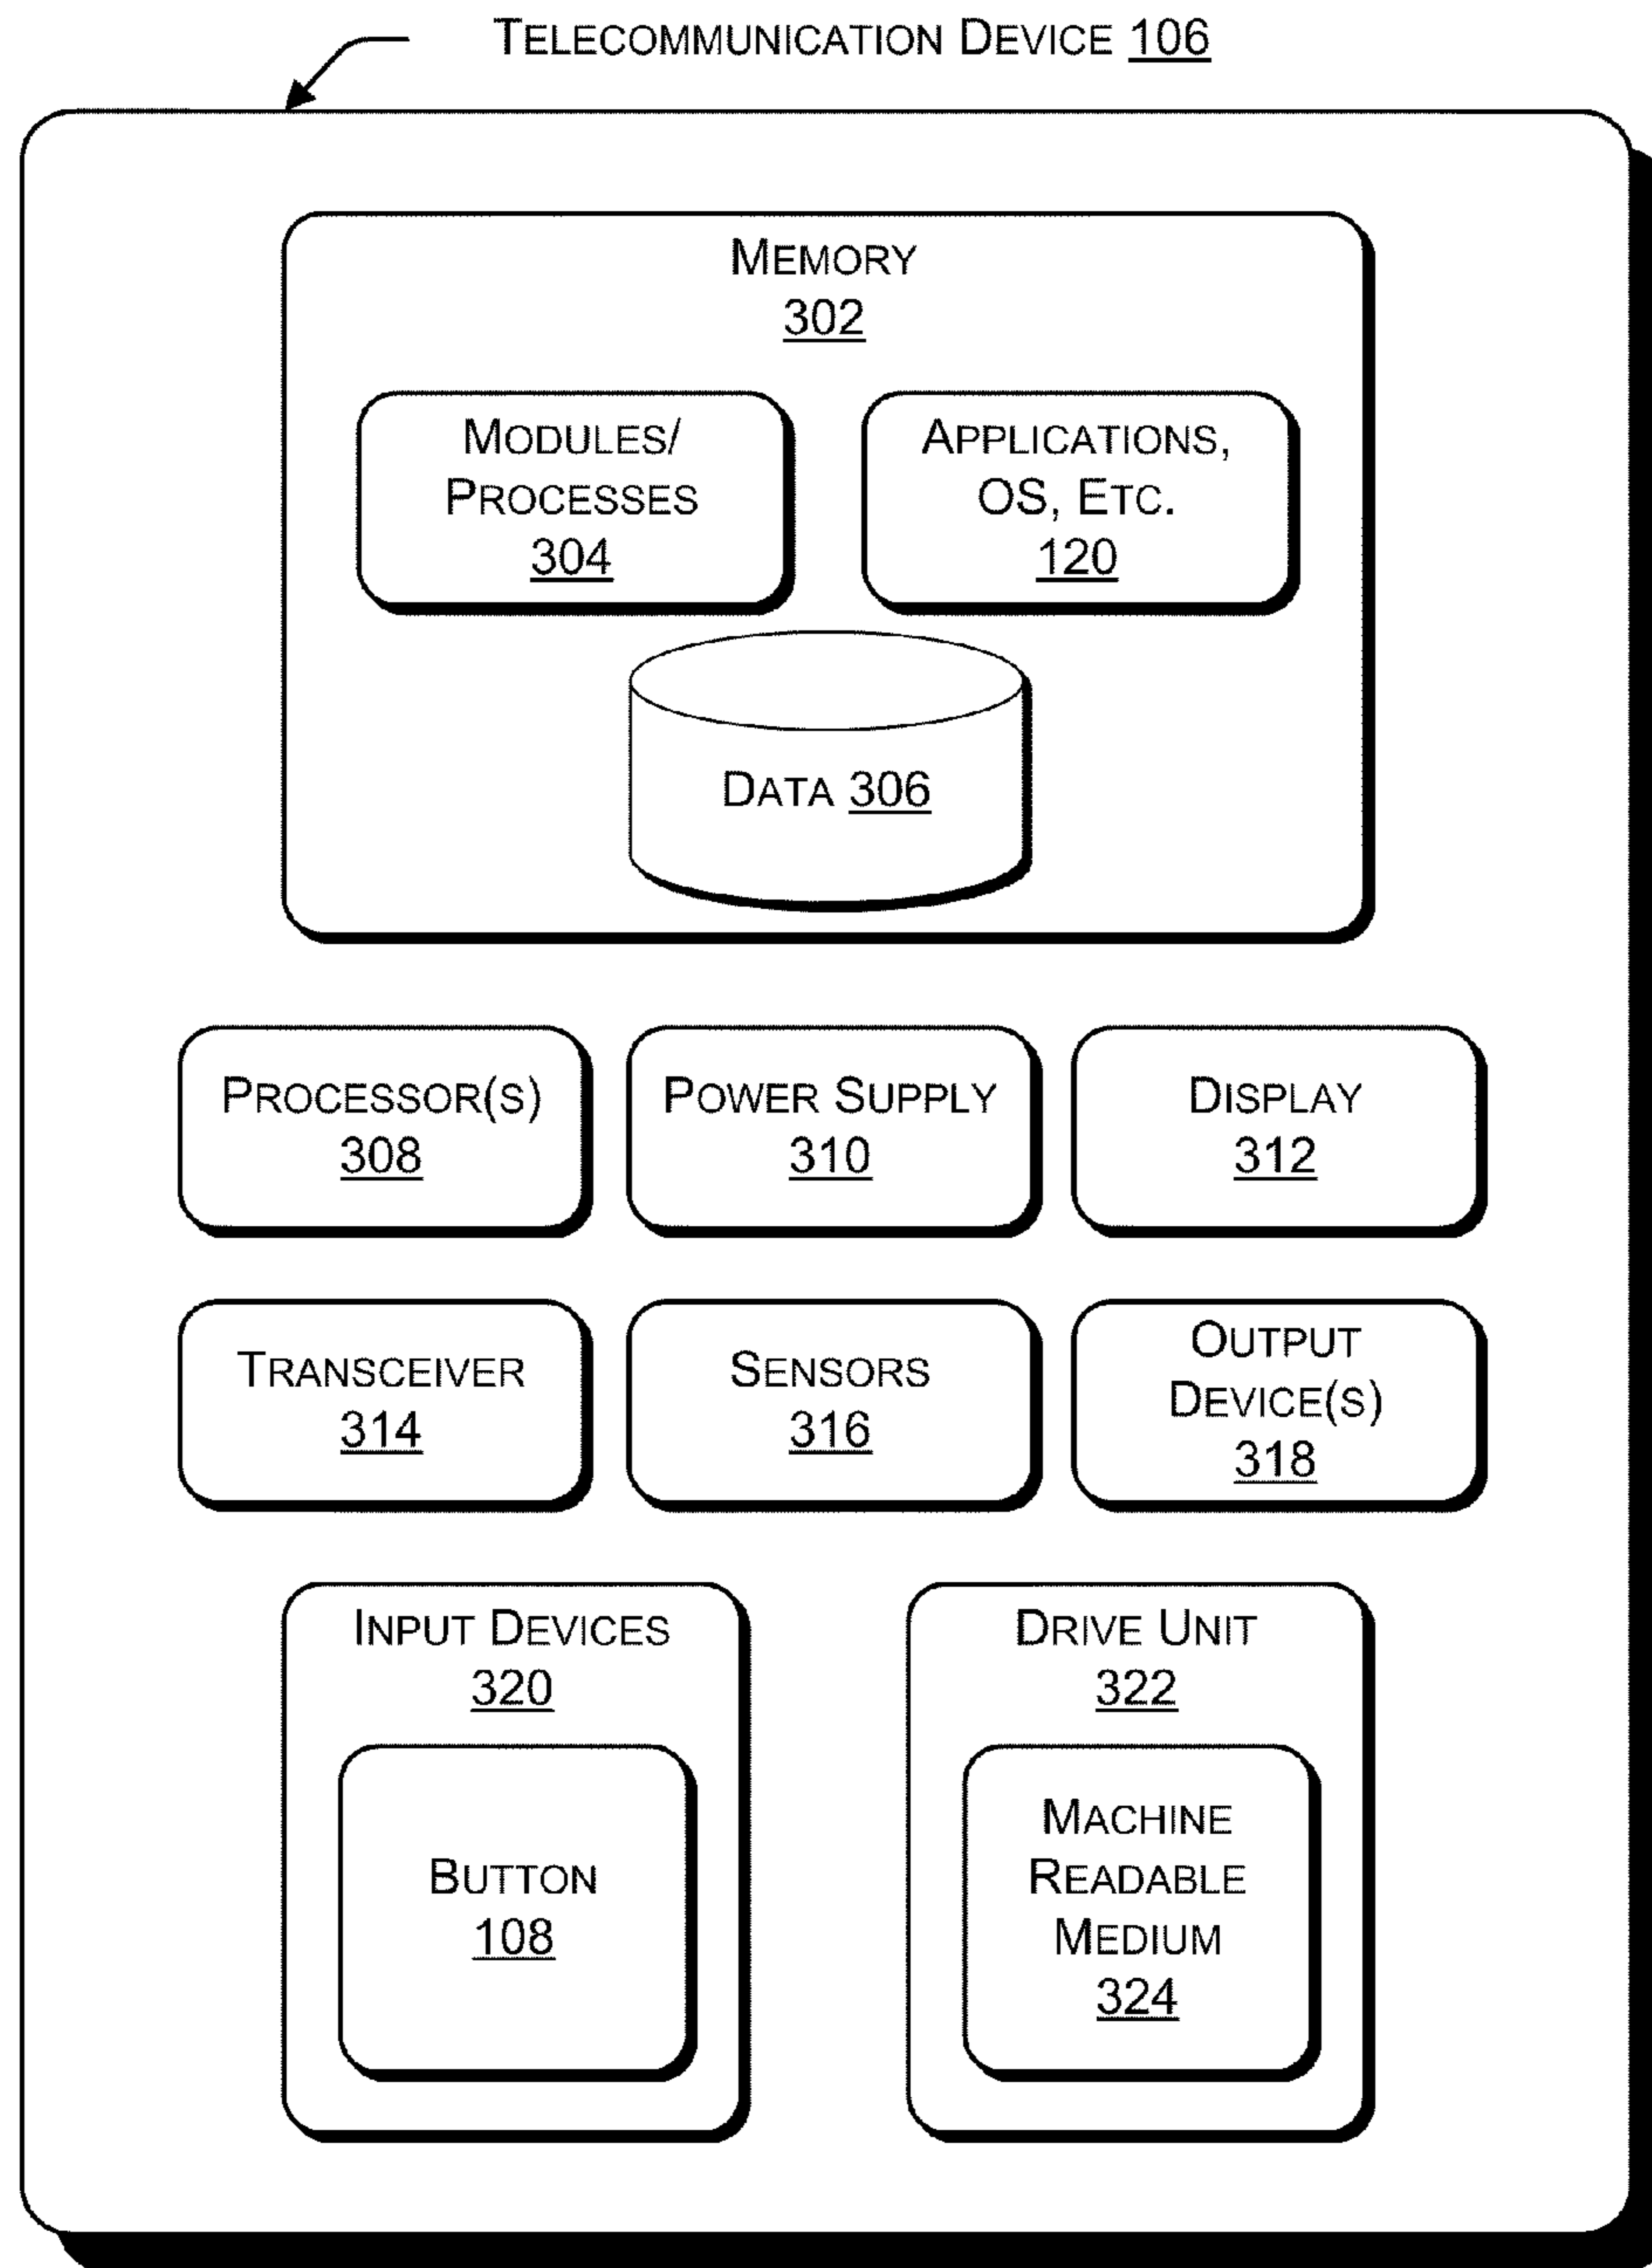 TELECOMMUNICATION DEVICE 106
MEMORY
302
MODULES/
PROCESSES
304
APPLICATIONS,
OS, ETC.
120
DATA 306
PROCESSOR(S)
308
POWER SUPPLY
310
DISPLAY
312
TRANSCEIVER
314
SENSORS
316
OUTPUT
DEVICE(S)
318
INPUT DEVICES
320
BUTTON
108
DRIVE UNIT
322
MACHINE
READABLE
MEDIUM
324